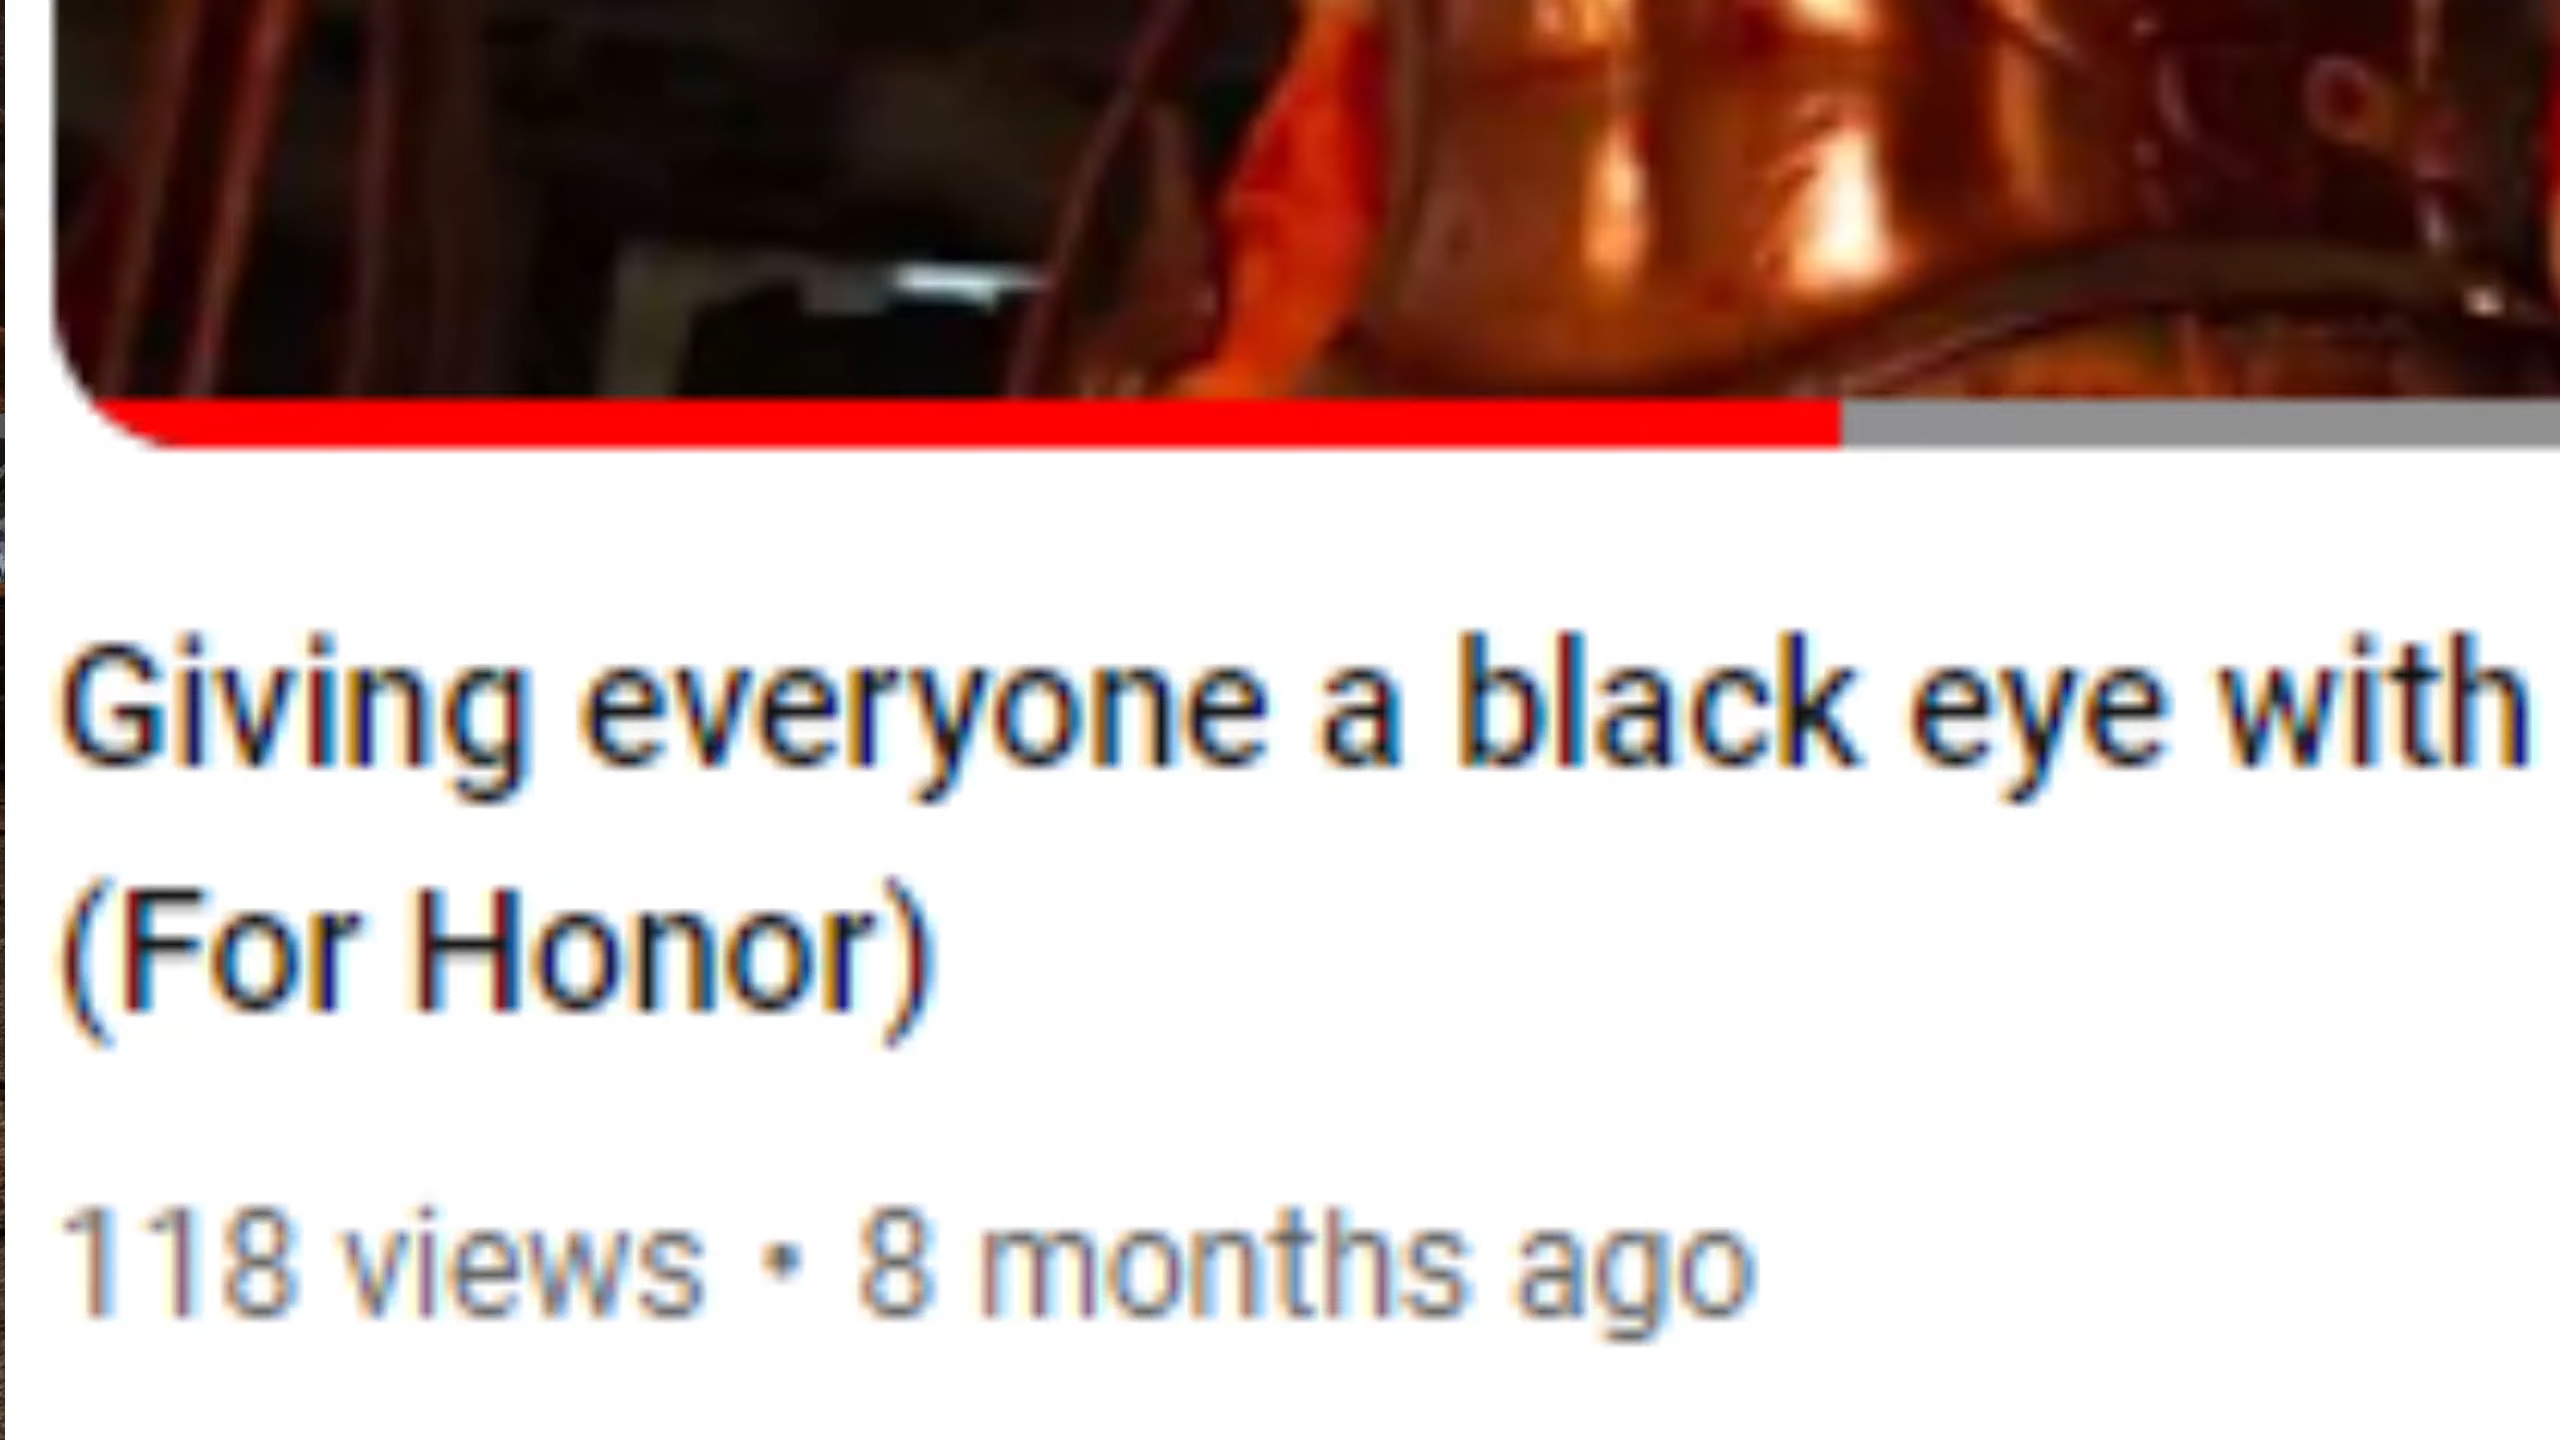 Giving everyone a black eye with
(For Honor)
118 views • 8 months ago